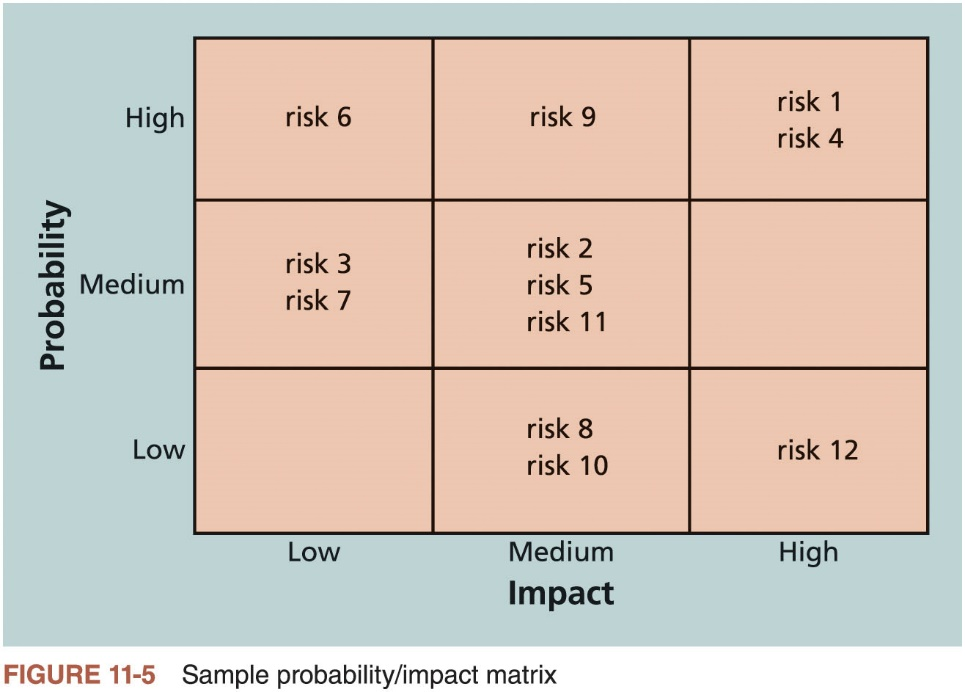 Probability
High
risk 6
risk 9
risk 1
risk 4
Medium
risk 3
risk 7
risk 2
risk 5
risk 11
Low
risk 8
risk 10
risk 12
Low
Medium
High
Impact
FIGURE 11-5 Sample probability/impact matrix